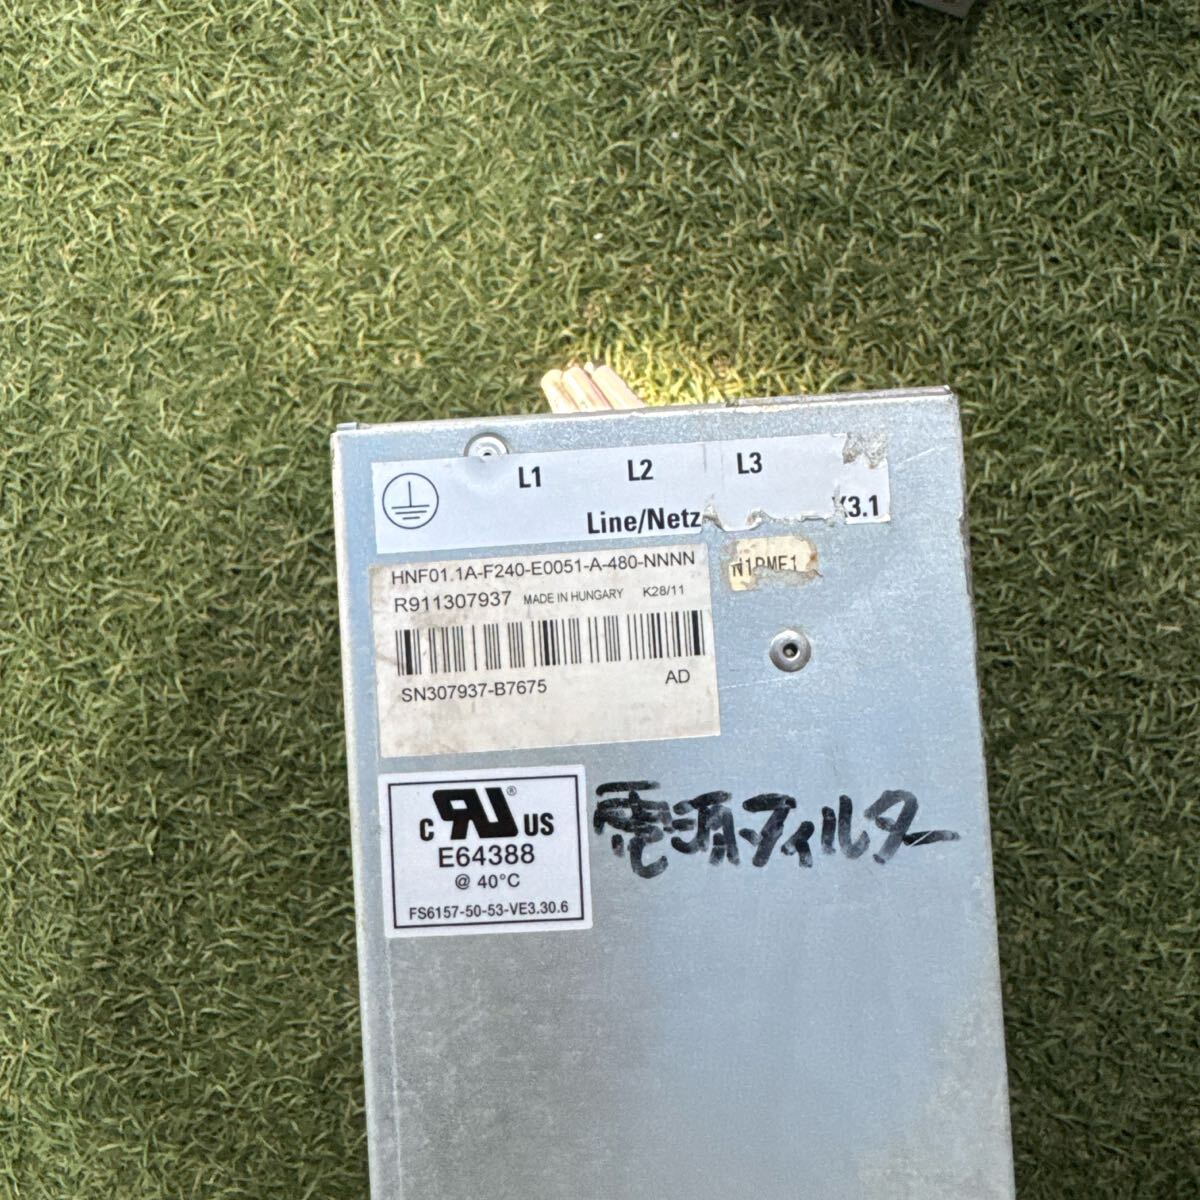 L1 L2 L3
Line/Netz X3.1
HNF01.1A-F240-E0051-A-480-NNNN
R911307937 MADE IN HUNGARY K28/11
SN307937-B7675 AD
C RU® US
E64388
@ 40°C
FS6157-50-53-VE3.30.6
電源フィルター